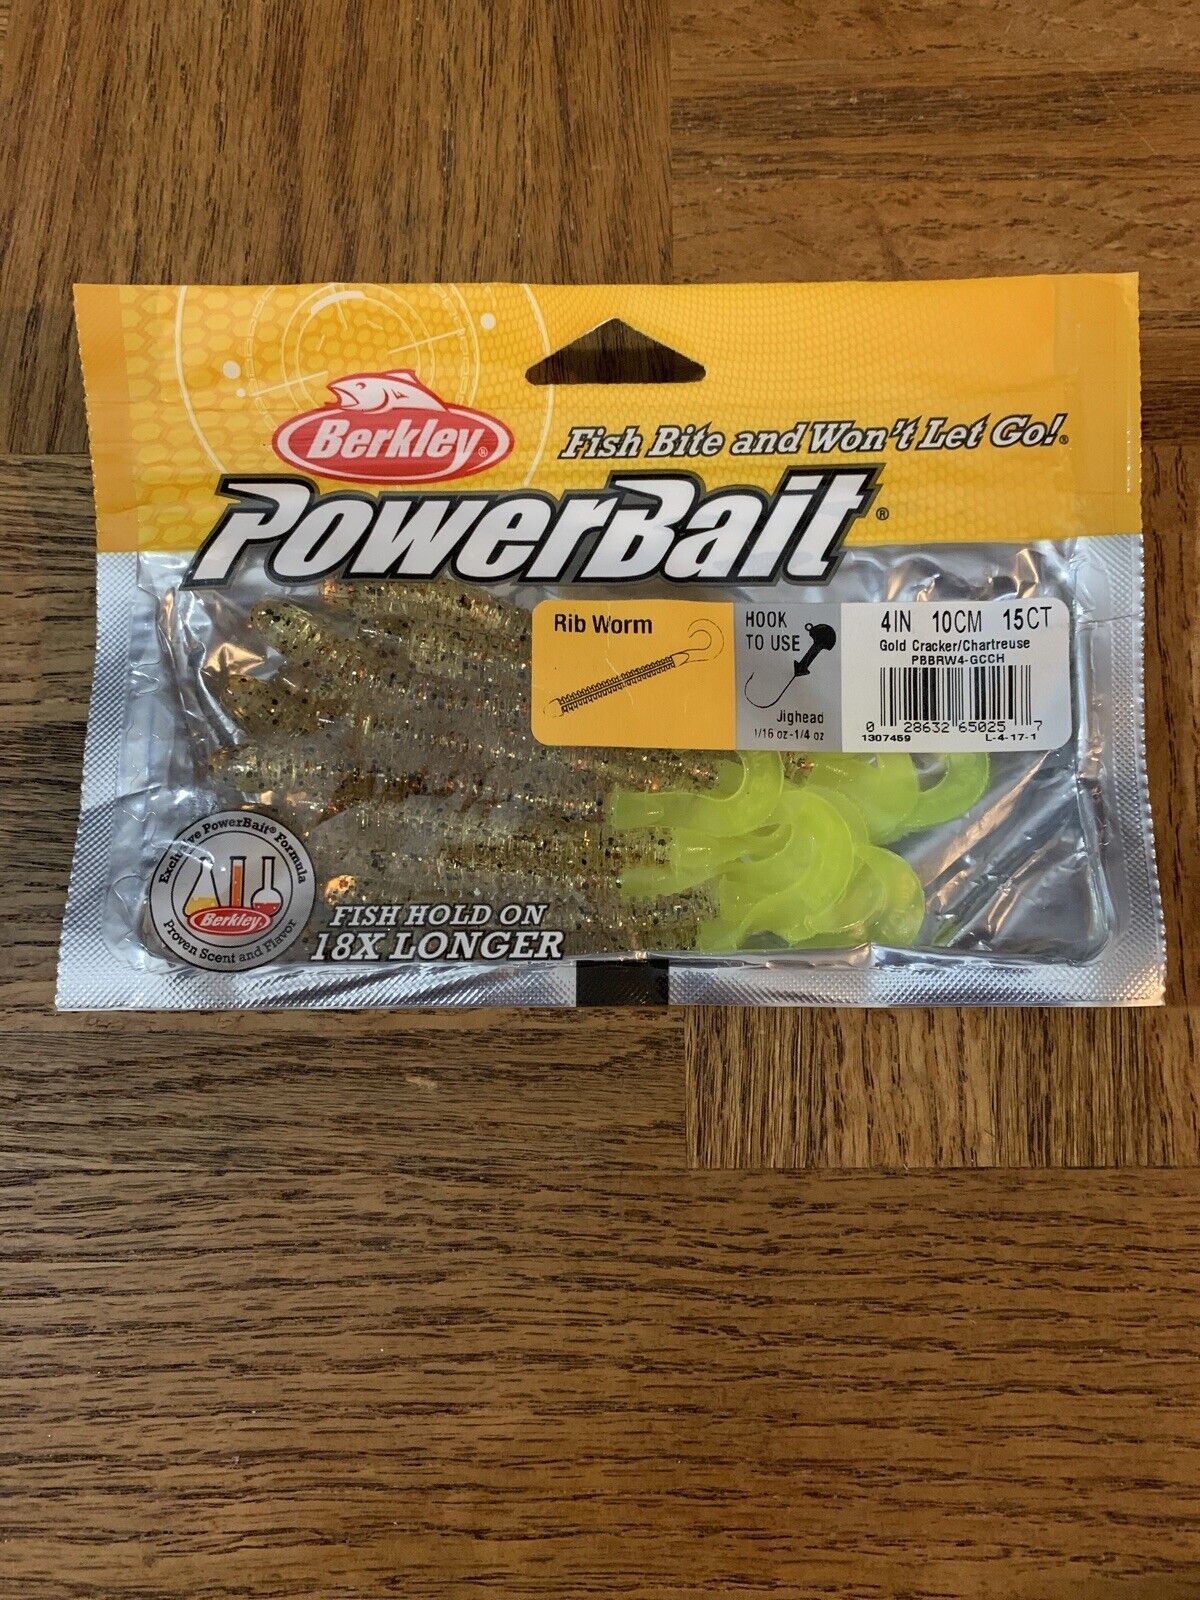 Berkley®
Fish Bite and Won't Let Go!®
PowerBait®
Rib Worm
HOOK
TO USE
Jighead
1/16 oz-1/4 oz
4IN 10CM 15CT
Gold Cracker/Chartreuse
PBBRW4-GCCH
0 28632 65025 7
1307459 L-4-17-1
Exclusive PowerBait® Formula
Berkley
Proven Scent and Flavor
FISH HOLD ON
18X LONGER